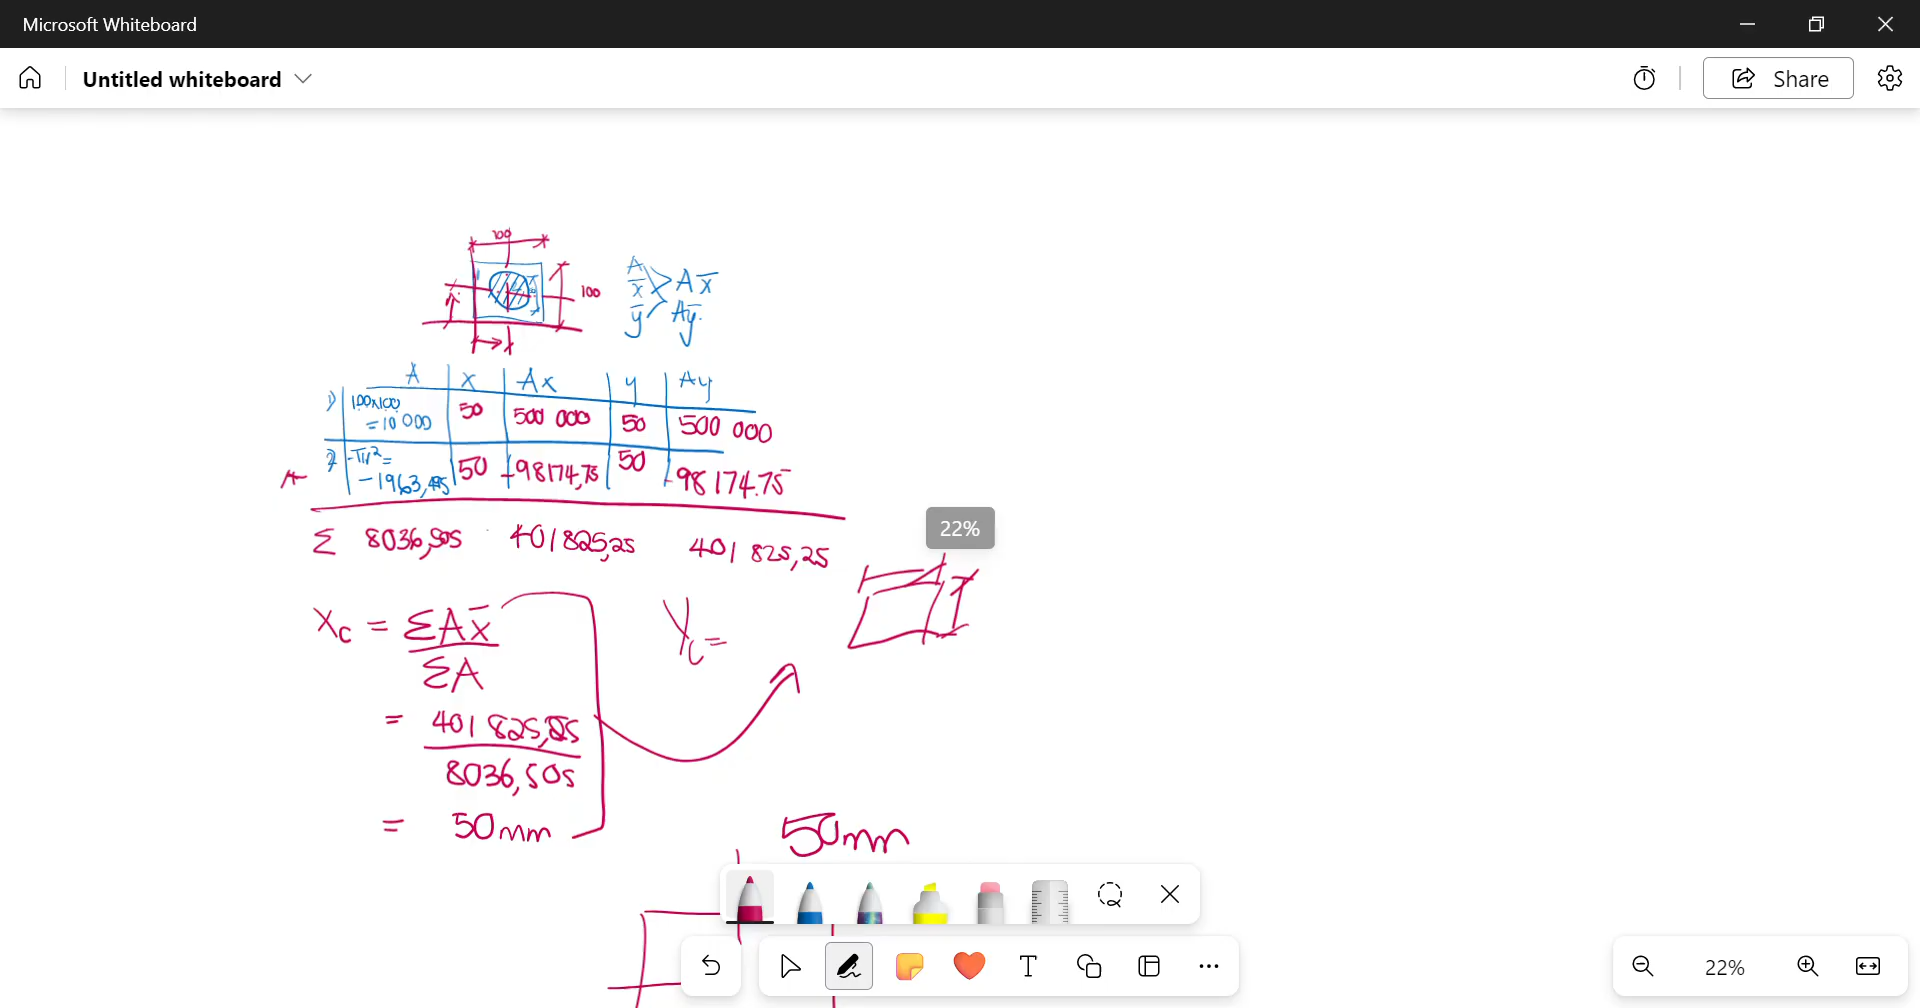 Microsoft Whiteboard
Untitled whiteboard
Share
100
100
A
x̄
ȳ
Ax̄
Aȳ
A x Ax y Ay
1) 100x100 = 10 000 50 500 000 50 500 000
2) -πr² = -1963,495 50 -98174,75 50 -98174.75
Σ 8036,505 401 825,25 401 825,25
22%
Xc = ΣAx̄
ΣA
Yc =
= 401 825,25
8036,505
= 50mm
50mm
22%